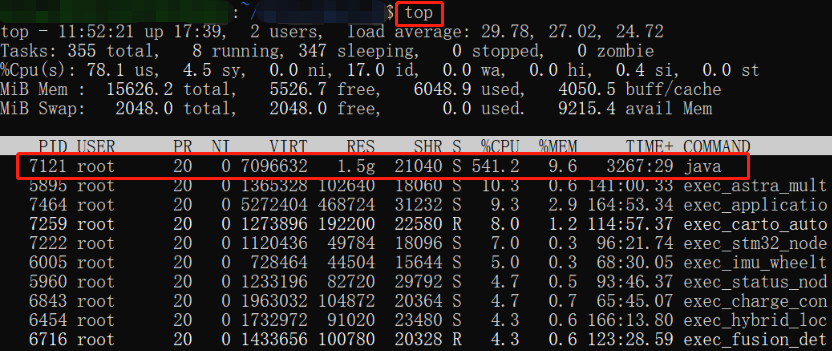 :~/ $ top
top - 11:52:21 up 17:39,  2 users,  load average: 29.78, 27.02, 24.72
Tasks: 355 total,   8 running, 347 sleeping,   0 stopped,   0 zombie
%Cpu(s): 78.1 us,  4.5 sy,  0.0 ni, 17.0 id,  0.0 wa,  0.0 hi,  0.4 si,  0.0 st
MiB Mem :  15626.2 total,   5526.7 free,   6048.9 used,   4050.5 buff/cache
MiB Swap:   2048.0 total,   2048.0 free,      0.0 used.   9215.4 avail Mem
PID USER      PR  NI    VIRT    RES    SHR S  %CPU  %MEM     TIME+ COMMAND
7121 root      20   0 7096632   1.5g  21040 S 541.2   9.6   3267:29 java
5895 root      20   0 1365328 102640  18060 S  10.3   0.6 141:00.33 exec_astra_mult
7464 root      20   0 5272404 468724  31232 S   9.3   2.9 164:53.34 exec_applicatio
7259 root      20   0 1273896 192200  22580 R   8.0   1.2 114:57.37 exec_carto_auto
7222 root      20   0 1120436  49784  18096 S   7.0   0.3  96:21.74 exec_stm32_node
6005 root      20   0  728464  44504  15644 S   5.0   0.3  68:30.05 exec_imu_wheelt
5960 root      20   0 1233196  82720  29792 S   4.7   0.5  93:46.37 exec_status_nod
6843 root      20   0 1963032 104872  20364 S   4.7   0.7  65:45.07 exec_charge_con
6454 root      20   0 1732972  91020  23480 S   4.3   0.6 166:13.80 exec_hybrid_loc
6716 root      20   0 1433656 100780  20328 R   4.3   0.6 123:28.59 exec_fusion_det